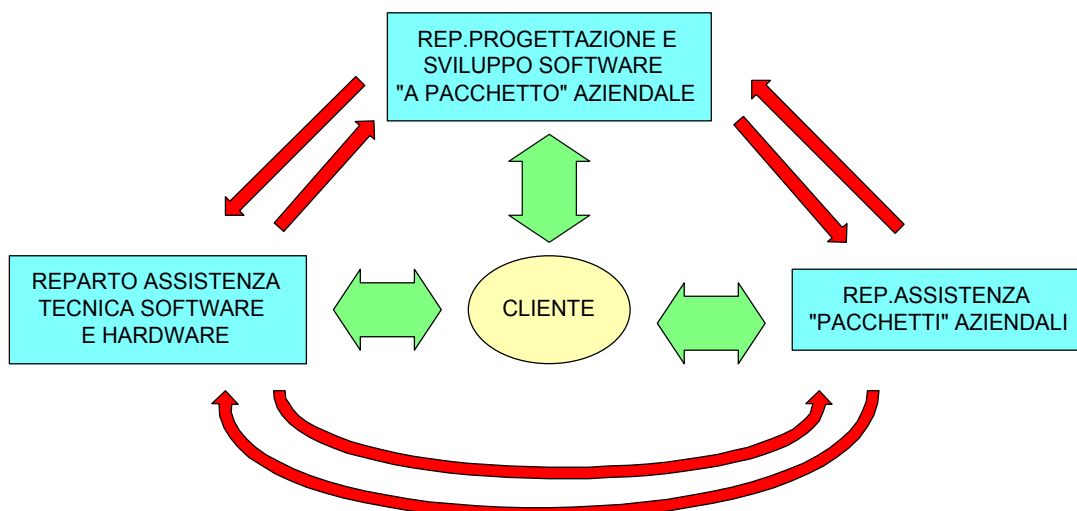 REP.PROGETTAZIONE E
SVILUPPO SOFTWARE
"A PACCHETTO" AZIENDALE
REPARTO ASSISTENZA
TECNICA SOFTWARE
E HARDWARE
CLIENTE
REP.ASSISTENZA
"PACCHETTI" AZIENDALI